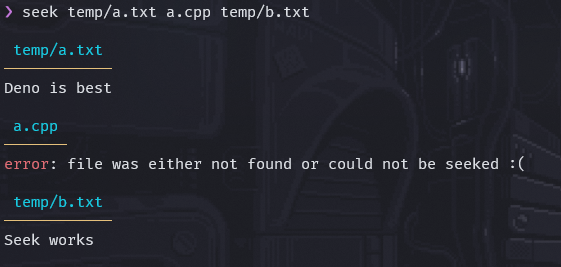 ❯ seek temp/a.txt a.cpp temp/b.txt
temp/a.txt
Deno is best
a.cpp
error: file was either not found or could not be seeked :(
temp/b.txt
Seek works